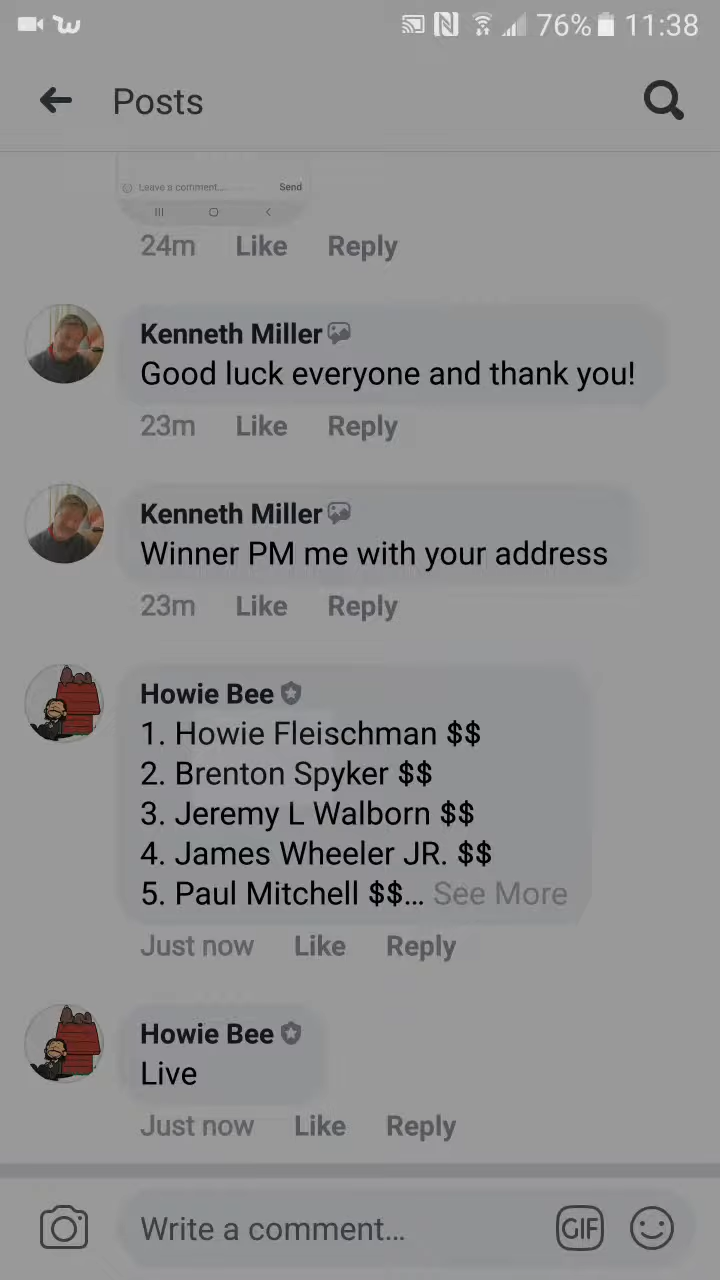 76% 11:38
Posts
Leave a comment... Send
24m Like Reply
Kenneth Miller
Good luck everyone and thank you!
23m Like Reply
Kenneth Miller
Winner PM me with your address
23m Like Reply
Howie Bee
1. Howie Fleischman $$
2. Brenton Spyker $$
3. Jeremy L Walborn $$
4. James Wheeler JR. $$
5. Paul Mitchell $$... See More
Just now Like Reply
Howie Bee
Live
Just now Like Reply
Write a comment... GIF